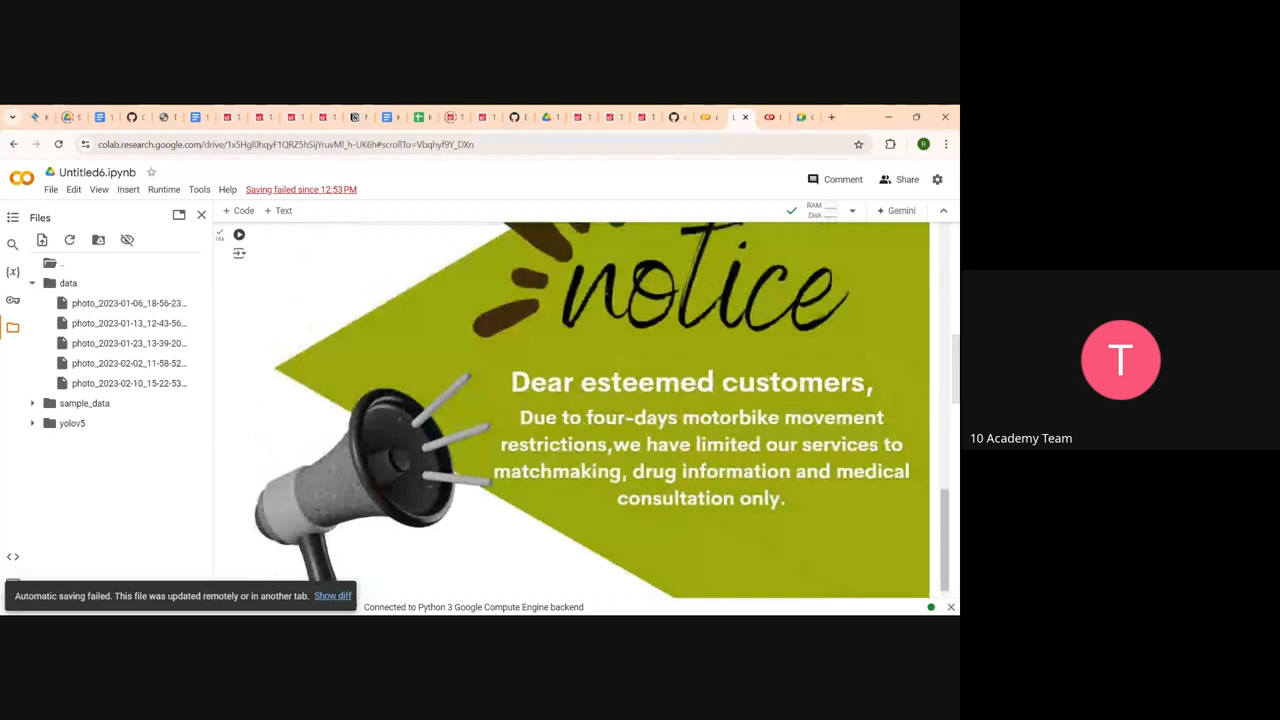 colab.research.google.com/drive/1x5Hgl0hqyF1QRZ5hSijYruvMl_h-UK6h#scrollTo=Vbqhyf9Y_DXn
R
Untitled6.ipynb
Comment
Share
File Edit View Insert Runtime Tools Help Saving failed since 12:53 PM
+ Code + Text
RAM
Disk
Gemini
Files
..
data
photo_2023-01-06_18-56-23...
photo_2023-01-13_12-43-56...
photo_2023-01-23_13-39-20...
photo_2023-02-02_11-58-52...
photo_2023-02-10_15-22-53...
sample_data
yolov5
notice
Dear esteemed customers,
Due to four-days motorbike movement
restrictions,we have limited our services to
matchmaking, drug information and medical
consultation only.
Automatic saving failed. This file was updated remotely or in another tab. Show diff
Connected to Python 3 Google Compute Engine backend
T
10 Academy Team